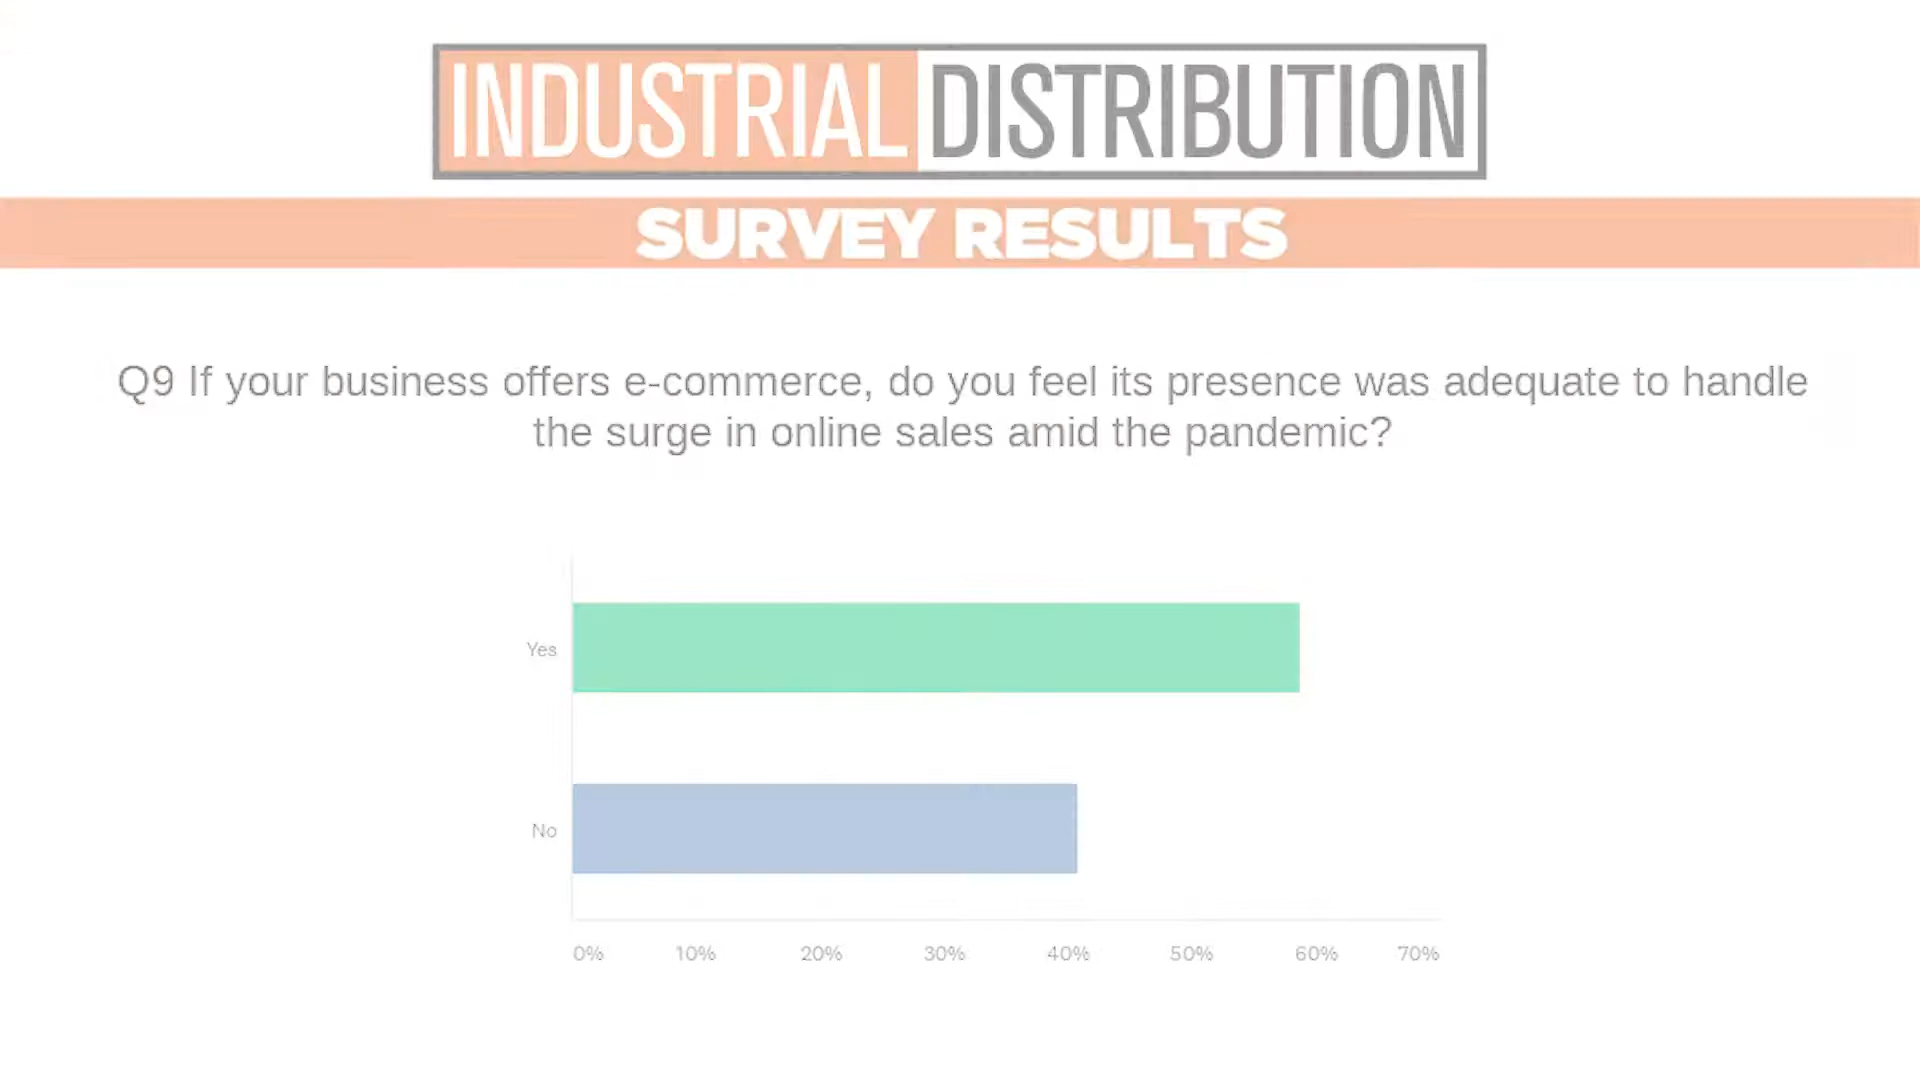 INDUSTRIAL DISTRIBUTION
SURVEY RESULTS
Q9 If your business offers e-commerce, do you feel its presence was adequate to handle
the surge in online sales amid the pandemic?
Yes
No
0% 10% 20% 30% 40% 50% 60% 70%